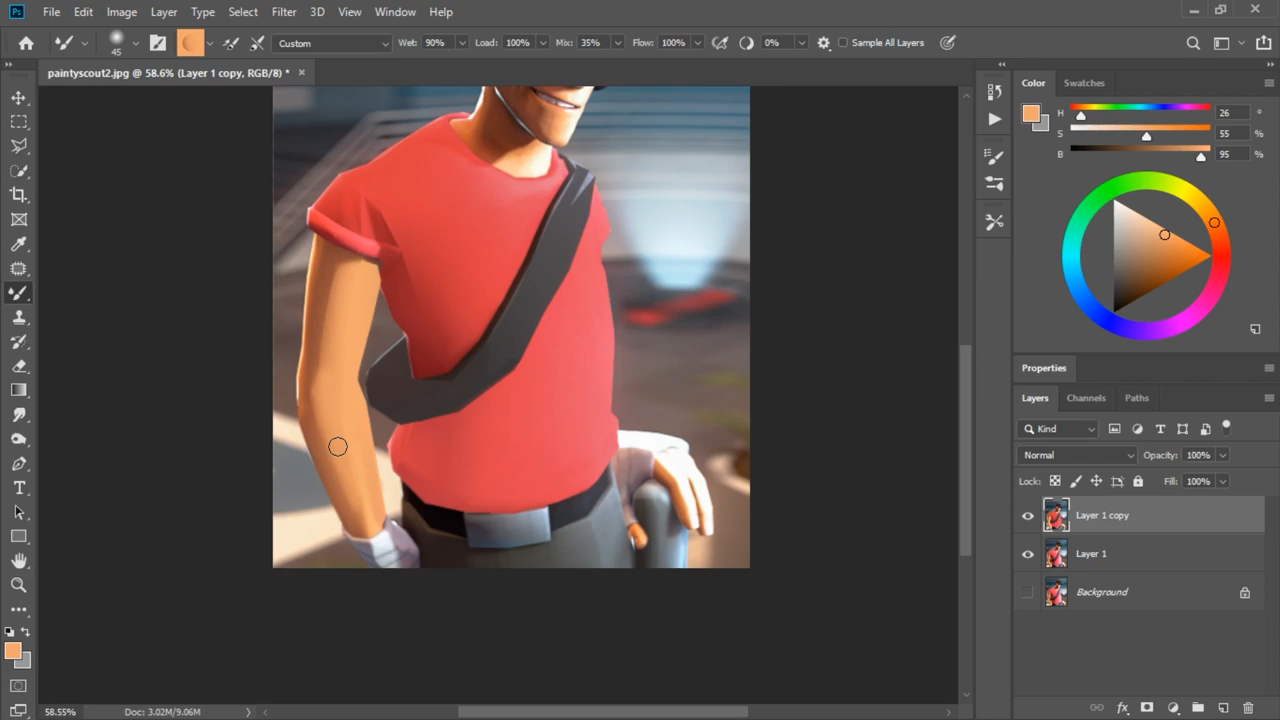 Ps File Edit Image Layer Type Select Filter 3D View Window Help
45 Custom Wet: 90% Load: 100% Mix: 35% Flow: 100% 0% Sample All Layers
paintyscout2.jpg @ 58.6% (Layer 1 copy, RGB/8) *
Color Swatches
H 26 °
S 55 %
B 95 %
Properties
Layers Channels Paths
Kind
Normal Opacity: 100%
Lock: Fill: 100%
Layer 1 copy
Layer 1
Background
58.55% Doc: 3.02M/9.06M